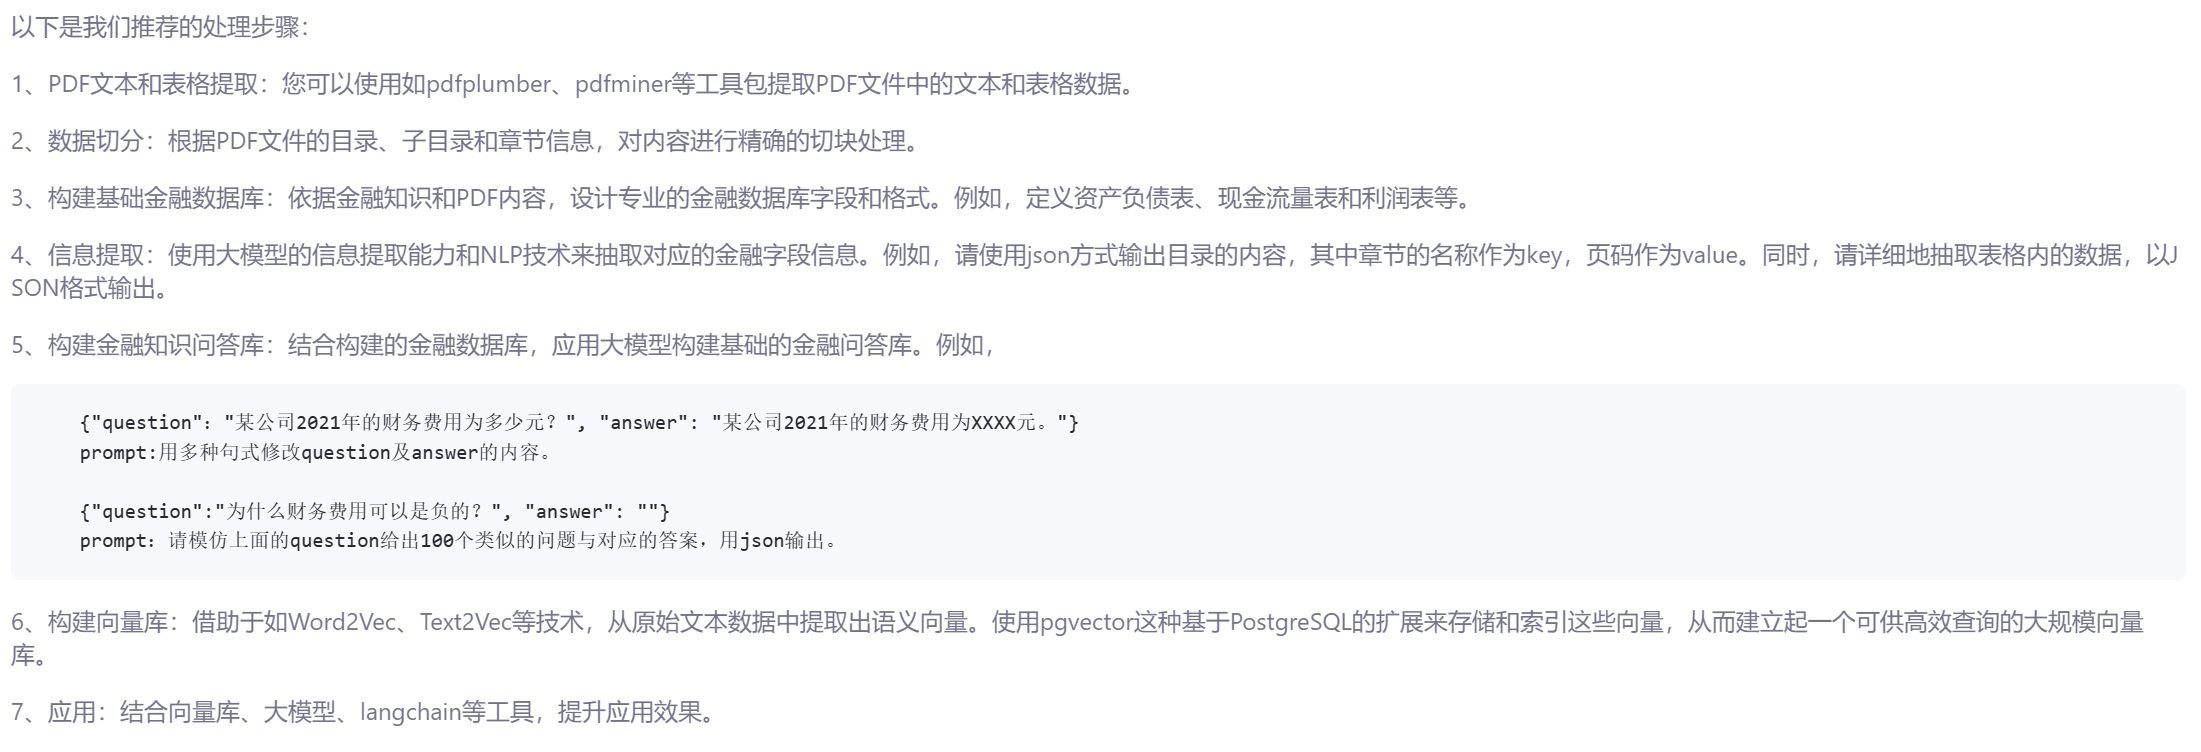 以下是我们推荐的处理步骤：
1、PDF文本和表格提取：您可以使用如pdfplumber、pdfminer等工具包提取PDF文件中的文本和表格数据。
2、数据切分：根据PDF文件的目录、子目录和章节信息，对内容进行精确的切块处理。
3、构建基础金融数据库：依据金融知识和PDF内容，设计专业的金融数据库字段和格式。例如，定义资产负债表、现金流量表和利润表等。
4、信息提取：使用大模型的信息提取能力和NLP技术来抽取对应的金融字段信息。例如，请使用json方式输出目录的内容，其中章节的名称作为key，页码作为value。同时，请详细地抽取表格内的数据，以J
SON格式输出。
5、构建金融知识问答库：结合构建的金融数据库，应用大模型构建基础的金融问答库。例如，
{"question"："某公司2021年的财务费用为多少元？", "answer": "某公司2021年的财务费用为XXXX元。"}
prompt:用多种句式修改question及answer的内容。
{"question":"为什么财务费用可以是负的？", "answer": ""}
prompt：请模仿上面的question给出100个类似的问题与对应的答案，用json输出。
6、构建向量库：借助于如Word2Vec、Text2Vec等技术，从原始文本数据中提取出语义向量。使用pgvector这种基于PostgreSQL的扩展来存储和索引这些向量，从而建立起一个可供高效查询的大规模向量
库。
7、应用：结合向量库、大模型、langchain等工具，提升应用效果。